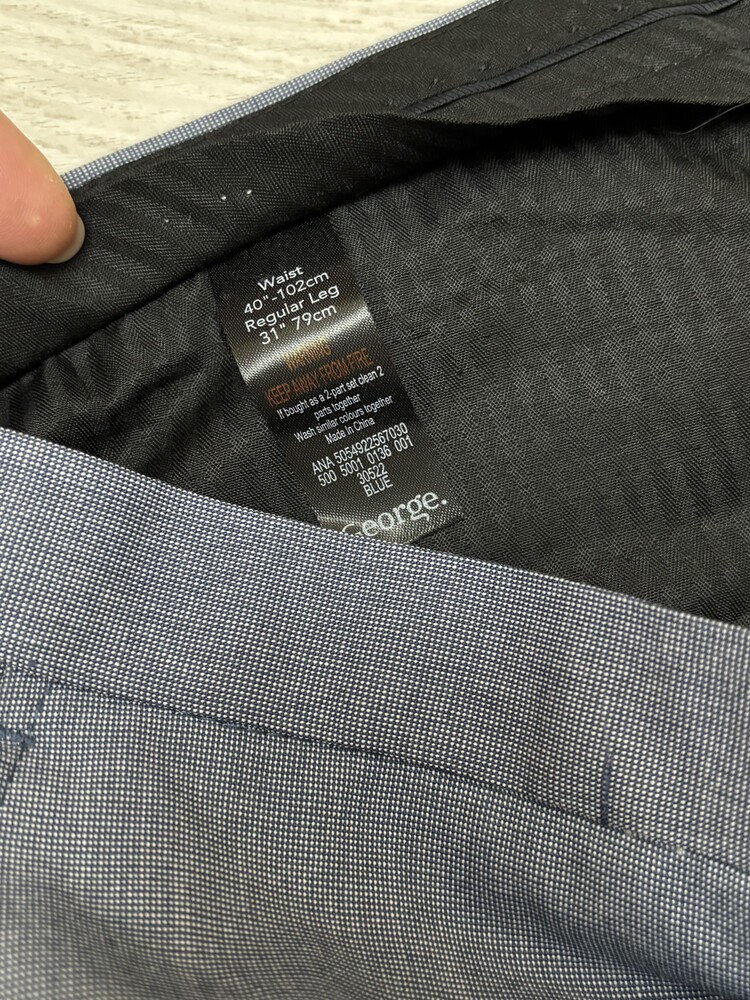 Waist
40"-102cm
Regular Leg
31" 79cm
WARNING
KEEP AWAY FROM FIRE
If bought as a 2-part set clean 2
parts together
Wash similar colours together
Made in China
ANA 5054922567030
500 5001 0136 001
30522
BLUE
George.